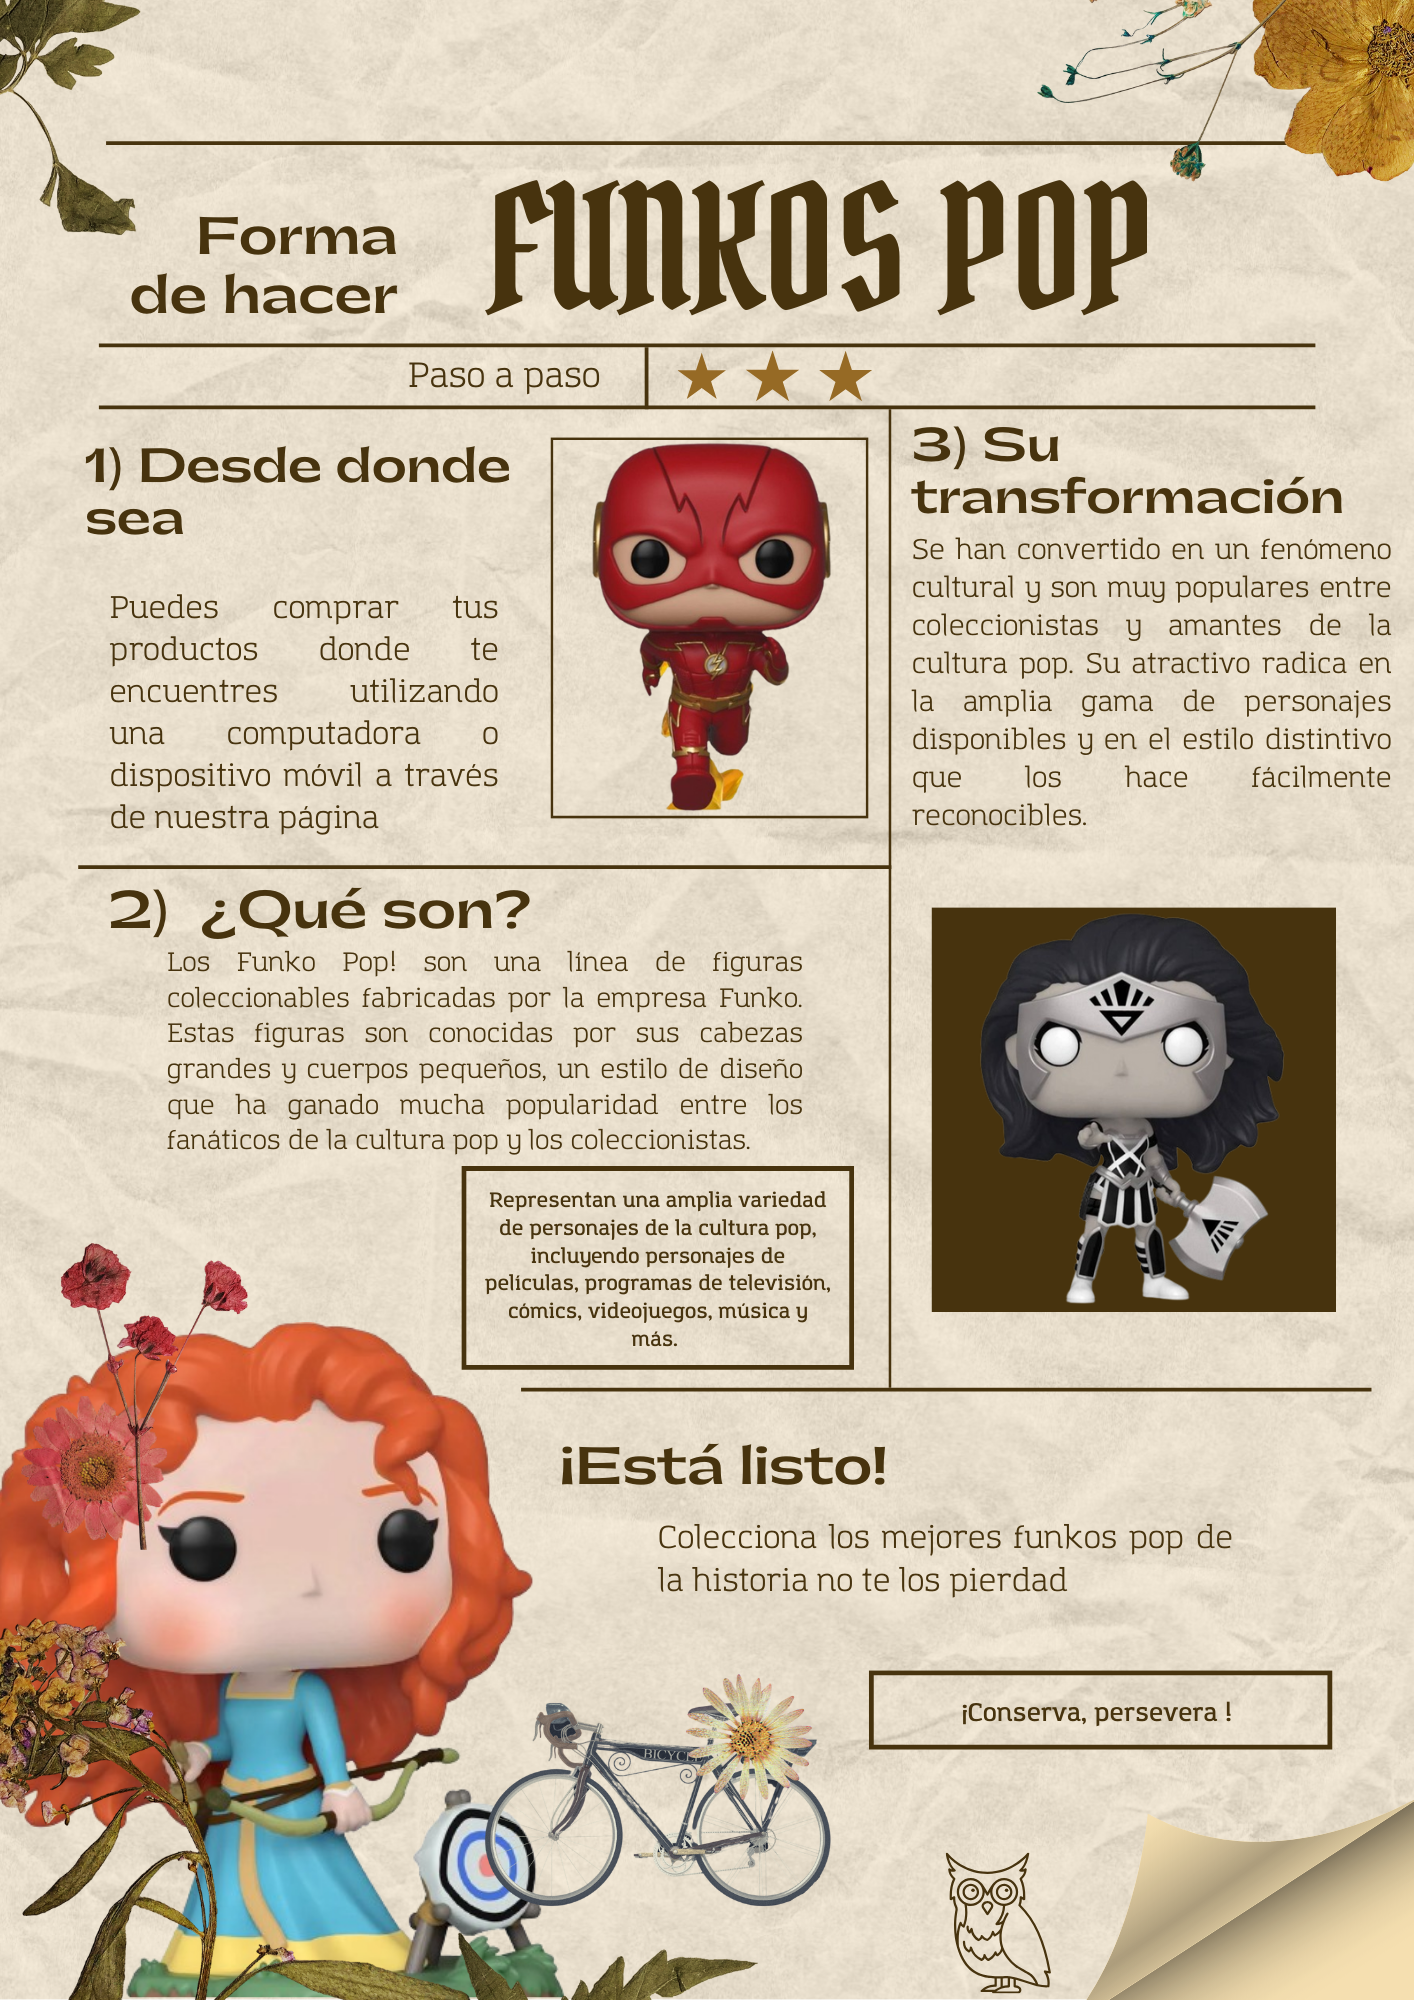 Forma
de hacer
FUNKOS POP
Paso a paso
1) Desde donde
sea
Puedes comprar tus
productos donde te
encuentres utilizando
una computadora o
dispositivo móvil a través
de nuestra página
2) ¿Qué son?
Los Funko Pop! son una línea de figuras
coleccionables fabricadas por la empresa Funko.
Estas figuras son conocidas por sus cabezas
grandes y cuerpos pequeños, un estilo de diseño
que ha ganado mucha popularidad entre los
fanáticos de la cultura pop y los coleccionistas.
Representan una amplia variedad
de personajes de la cultura pop,
incluyendo personajes de
películas, programas de televisión,
cómics, videojuegos, música y
más.
3) Su
transformación
Se han convertido en un fenómeno
cultural y son muy populares entre
coleccionistas y amantes de la
cultura pop. Su atractivo radica en
la amplia gama de personajes
disponibles y en el estilo distintivo
que los hace fácilmente
reconocibles.
¡Está listo!
Colecciona los mejores funkos pop de
la historia no te los pierdad
¡Conserva, persevera !